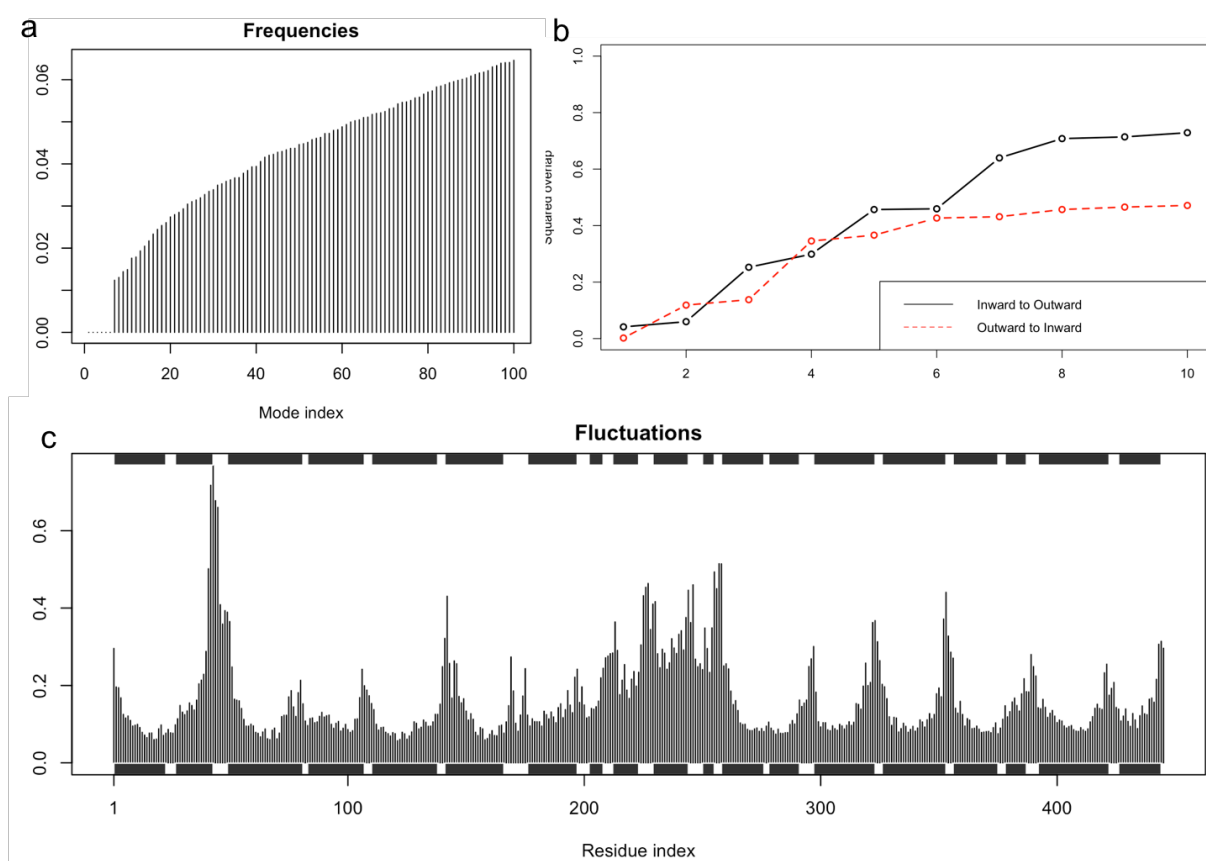 a
Frequencies
0.00 0.02 0.04 0.06
0 20 40 60 80 100
Mode index
b
Squared overlap
0.0 0.2 0.4 0.6 0.8 1.0
Inward to Outward
Outward to Inward
2 4 6 8 10
c
Fluctuations
0.0 0.2 0.4 0.6
1 100 200 300 400
Residue index